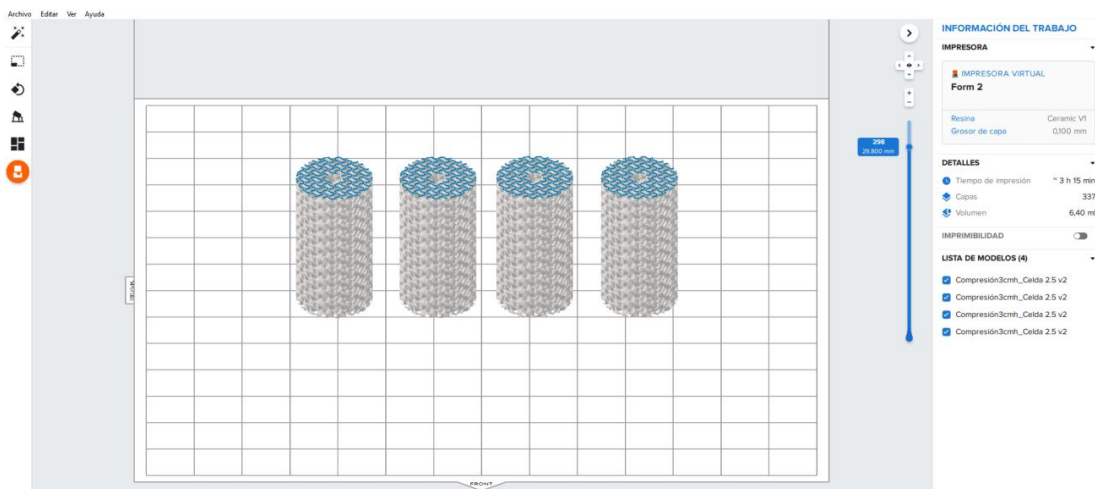 Archivo Editar Ver Ayuda
INFORMACIÓN DEL TRABAJO
IMPRESORA
IMPRESORA VIRTUAL
Form 2
Resina Ceramic V1
Grosor de capa 0,100 mm
298
29.800 mm
DETALLES
Tiempo de impresión ~ 3 h 15 min
Capas 337
Volumen 6,40 ml
IMPRIMIBILIDAD
LISTA DE MODELOS (4)
Compresión3cmh_Celda 2.5 v2
Compresión3cmh_Celda 2.5 v2
Compresión3cmh_Celda 2.5 v2
Compresión3cmh_Celda 2.5 v2
FRONT